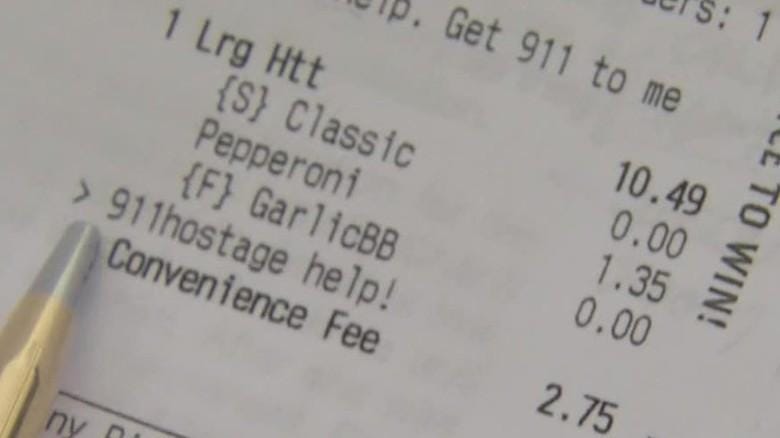 help. Get 911 to me
1 Lrg Htt 10.49
{S} Classic 0.00
Pepperoni 1.35
{F} GarlicBB 0.00
> 911hostage help!
Convenience Fee 2.75
TO WIN!